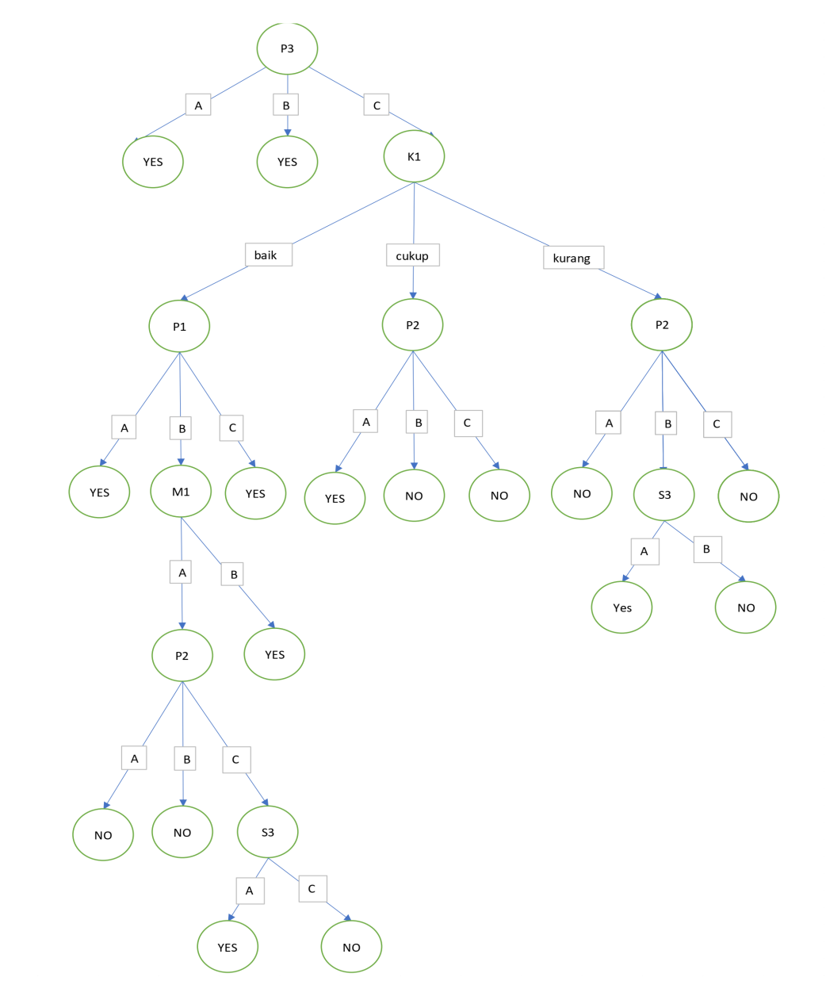 P3
A
B
C
YES
YES
K1
baik
cukup
kurang
P1
P2
P2
A
B
C
A
B
C
A
B
C
YES
M1
YES
YES
NO
NO
NO
S3
NO
A
B
A
B
Yes
NO
P2
YES
A
B
C
NO
NO
S3
A
C
YES
NO